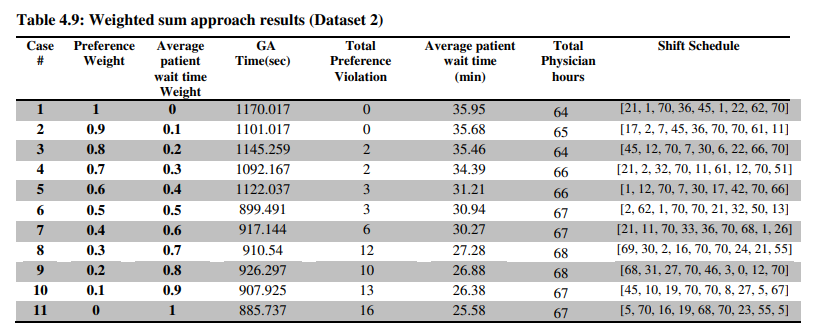 Table 4.9: Weighted sum approach results (Dataset 2)
Case # Preference Weight Average patient wait time Weight GA Time(sec) Total Preference Violation Average patient wait time (min) Total Physician hours Shift Schedule
1 1 0 1170.017 0 35.95 64 [21, 1, 70, 36, 45, 1, 22, 62, 70]
2 0.9 0.1 1101.017 0 35.68 65 [17, 2, 7, 45, 36, 70, 70, 61, 11]
3 0.8 0.2 1145.259 2 35.46 64 [45, 12, 70, 7, 30, 6, 22, 66, 70]
4 0.7 0.3 1092.167 2 34.39 66 [21, 2, 32, 70, 11, 61, 12, 70, 51]
5 0.6 0.4 1122.037 3 31.21 66 [1, 12, 70, 7, 30, 17, 42, 70, 66]
6 0.5 0.5 899.491 3 30.94 67 [2, 62, 1, 70, 70, 21, 32, 50, 13]
7 0.4 0.6 917.144 6 30.27 67 [21, 11, 70, 33, 36, 70, 68, 1, 26]
8 0.3 0.7 910.54 12 27.28 68 [69, 30, 2, 16, 70, 70, 24, 21, 55]
9 0.2 0.8 926.297 10 26.88 68 [68, 31, 27, 70, 46, 3, 0, 12, 70]
10 0.1 0.9 907.925 13 26.38 67 [45, 10, 19, 70, 70, 8, 27, 5, 67]
11 0 1 885.737 16 25.58 67 [5, 70, 16, 19, 68, 70, 23, 55, 5]